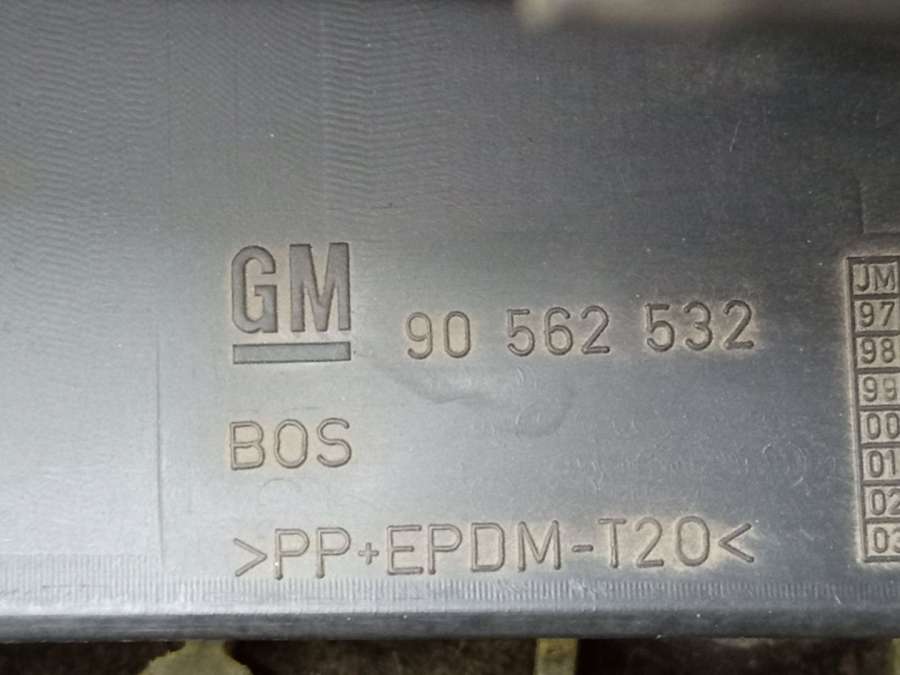 GM
90 562 532
BOS
>PP+EPDM-T20<
JM
97
98
99
00
01
02
03